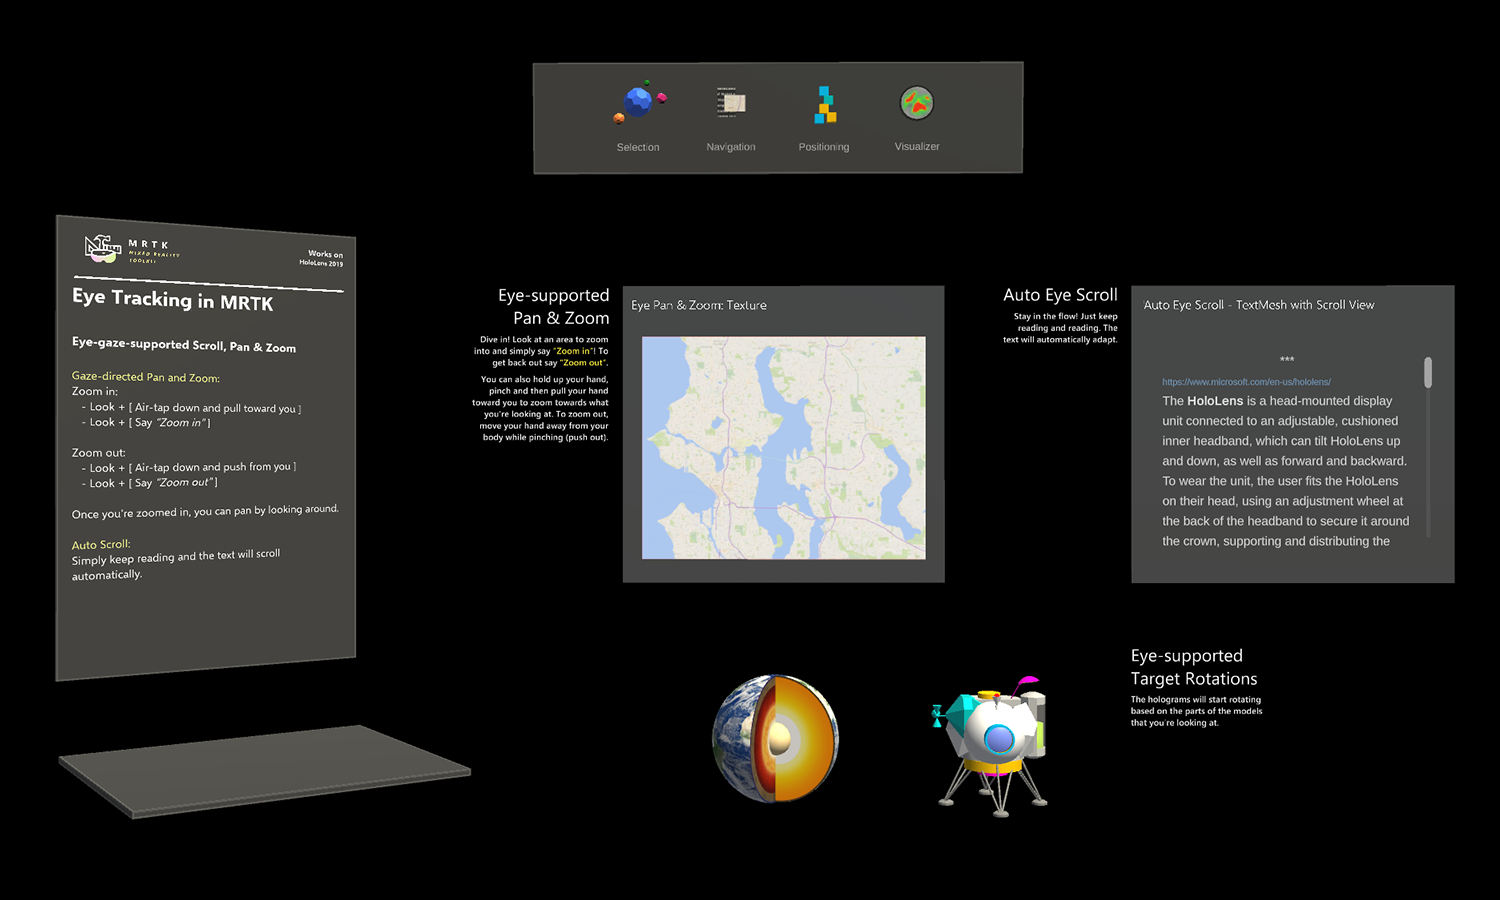 Selection
Navigation
Positioning
Visualizer
MRTK
MIXED REALITY
TOOLKIT
Works on
HoloLens 2019
Eye Tracking in MRTK
Eye-gaze-supported Scroll, Pan & Zoom
Gaze-directed Pan and Zoom:
Zoom in:
- Look + [ Air-tap down and pull toward you ]
- Look + [ Say "Zoom in" ]
Zoom out:
- Look + [ Air-tap down and push from you ]
- Look + [ Say "Zoom out" ]
Once you're zoomed in, you can pan by looking around.
Auto Scroll:
Simply keep reading and the text will scroll
automatically.
Eye-supported
Pan & Zoom
Dive in! Look at an area to zoom
into and simply say "Zoom in"! To
get back out say "Zoom out".
You can also hold up your hand,
pinch and then pull your hand
toward you to zoom towards what
you're looking at. To zoom out,
move your hand away from your
body while pinching (push out).
Eye Pan & Zoom: Texture
Auto Eye Scroll
Stay in the flow! Just keep
reading and reading. The
text will automatically adapt.
Auto Eye Scroll - TextMesh with Scroll View
***
https://www.microsoft.com/en-us/hololens/
The HoloLens is a head-mounted display
unit connected to an adjustable, cushioned
inner headband, which can tilt HoloLens up
and down, as well as forward and backward.
To wear the unit, the user fits the HoloLens
on their head, using an adjustment wheel at
the back of the headband to secure it around
the crown, supporting and distributing the
Eye-supported
Target Rotations
The holograms will start rotating
based on the parts of the models
that you're looking at.